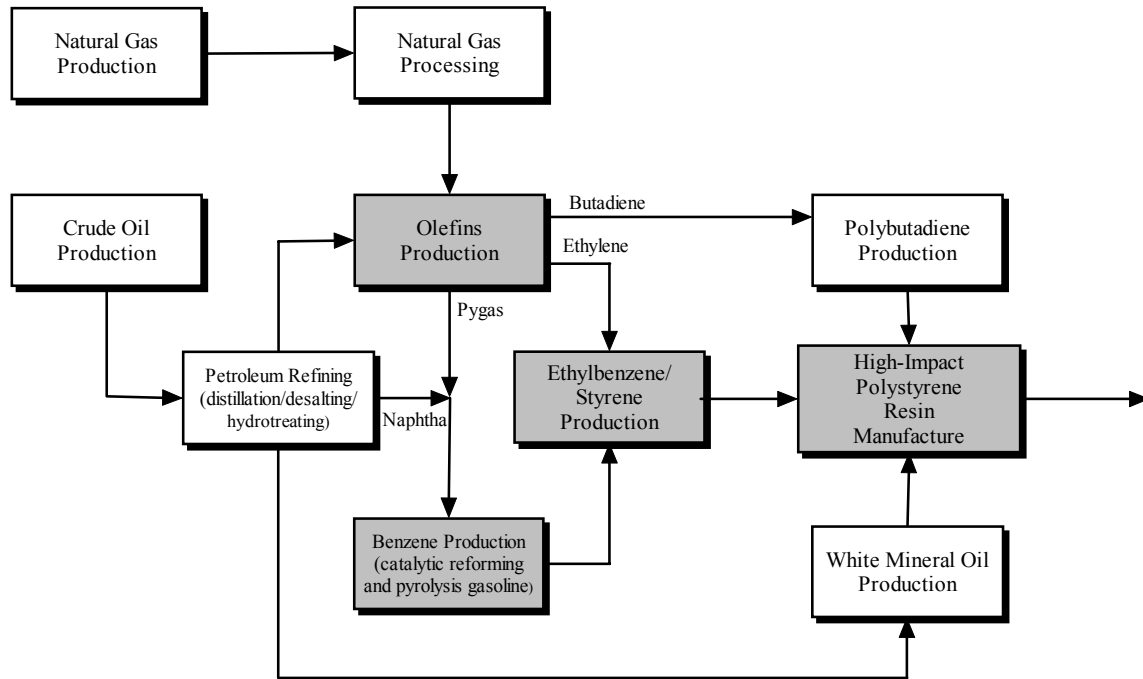 Natural Gas
Production
Natural Gas
Processing
Crude Oil
Production
Olefins
Production
Butadiene
Ethylene
Polybutadiene
Production
Pygas
Petroleum Refining
(distillation/desalting/
hydrotreating)
Naphtha
Ethylbenzene/
Styrene
Production
High-Impact
Polystyrene
Resin
Manufacture
Benzene Production
(catalytic reforming
and pyrolysis gasoline)
White Mineral Oil
Production